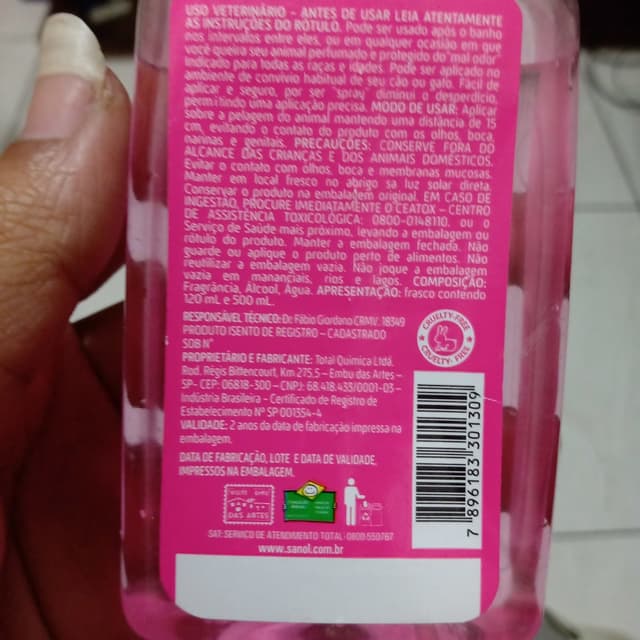 USO VETERINÁRIO – ANTES DE USAR LEIA ATENTAMENTE
AS INSTRUÇÕES DO RÓTULO. Pode ser usado após o banho
nos intervalos entre eles, ou em qualquer ocasião em que
você queira seu animal perfumado e protegido do "mal odor"
Indicado para todas as raças e idades. Pode ser aplicado no
ambiente de convívio habitual de seu cão ou gato. Fácil de
aplicar e seguro, por ser "spray" diminui o desperdício,
permitindo uma aplicação precisa. MODO DE USAR: Aplicar
sobre a pelagem do animal mantendo uma distância de 15
cm, evitando o contato do produto com os olhos, boca,
narinas e genitais. PRECAUÇÕES: CONSERVE FORA DO
ALCANCE DAS CRIANÇAS E DOS ANIMAIS DOMÉSTICOS.
Evitar o contato com olhos, boca e membranas mucosas.
Manter em local fresco no abrigo sa luz solar direta.
Conservar o produto na embalagem original. EM CASO DE
INGESTÃO, PROCURE IMEDIATAMENTE O CEATOX – CENTRO
DE ASSISTÊNCIA TOXICOLÓGICA: 0800-0148110, ou o
Serviço de Saúde mais próximo, levando a embalagem ou
rótulo do produto. Manter a embalagem fechada. Não
guarde ou aplique o produto perto de alimentos. Não
reutilizar a embalagem vazia. Não jogue a embalagem
vazia em mananciais, rios e lagos. COMPOSIÇÃO:
Fragrância, Álcool, Água. APRESENTAÇÃO: frasco contendo
120 mL e 500 mL.
RESPONSÁVEL TÉCNICO: Dr. Fábio Giordano CRMV. 18349
PRODUTO ISENTO DE REGISTRO – CADASTRADO
SOB N°
PROPRIETÁRIO E FABRICANTE: Total Química Ltda.
Rod. Régis Bittencourt, Km 275,5 – Embu das Artes –
SP – CEP: 06818-300 – CNPJ: 68.418.433/0001-03 –
Indústria Brasileira – Certificado de Registro de
Estabelecimento N° SP 001354-4
VALIDADE: 2 anos da data de fabricação impressa na
embalagem.
DATA DE FABRICAÇÃO, LOTE E DATA DE VALIDADE,
IMPRESSOS NA EMBALAGEM.
CRUELTY-FREE
CRUELTY-FREE
7 896183 301309
DAS ARTES
SAT: SERVIÇO DE ATENDIMENTO TOTAL · 0800 550767
www.sanol.com.br